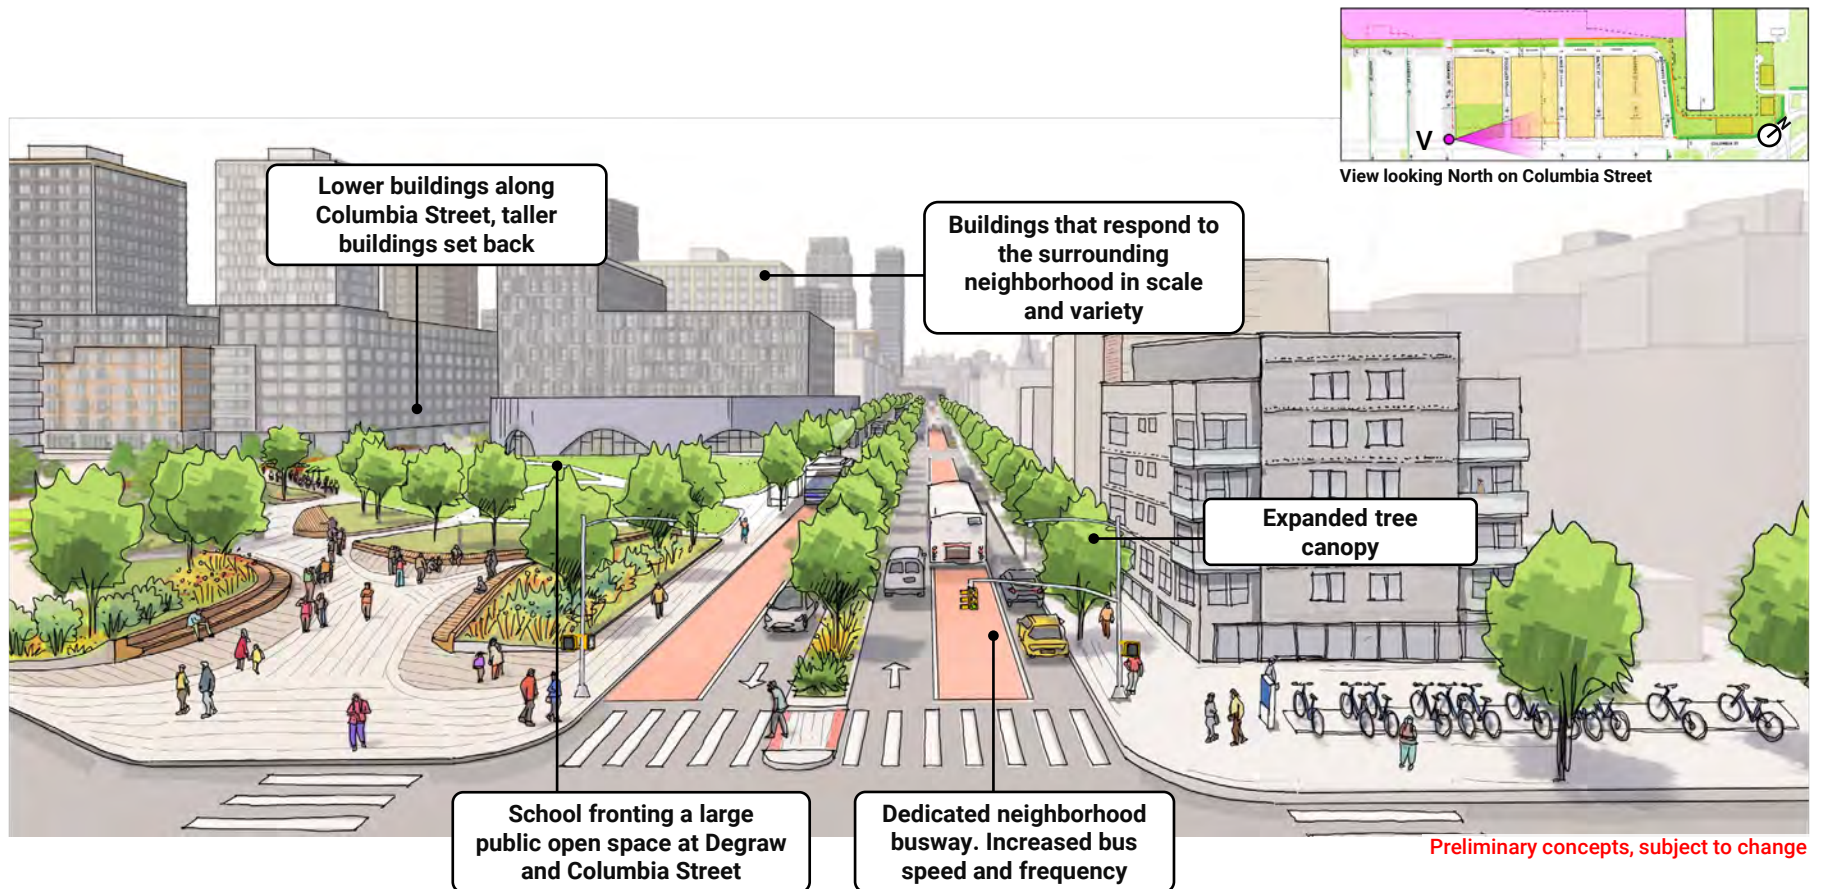 V
N
View looking North on Columbia Street
Lower buildings along
Columbia Street, taller
buildings set back
Buildings that respond to
the surrounding
neighborhood in scale
and variety
Expanded tree
canopy
School fronting a large
public open space at Degraw
and Columbia Street
Dedicated neighborhood
busway. Increased bus
speed and frequency
Preliminary concepts, subject to change